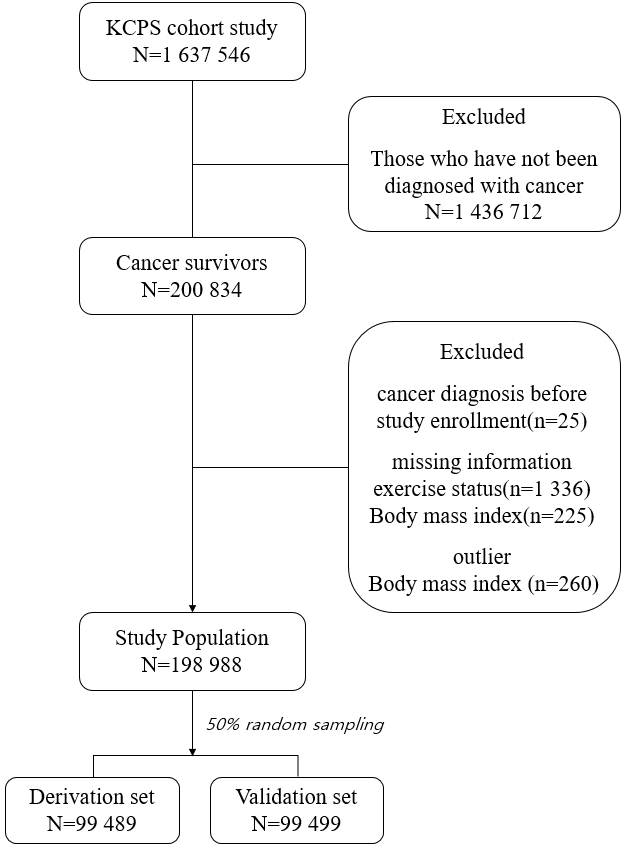 KCPS cohort study
N=1 637 546
Excluded
Those who have not been
diagnosed with cancer
N=1 436 712
Cancer survivors
N=200 834
Excluded
cancer diagnosis before
study enrollment(n=25)
missing information
exercise status(n=1 336)
Body mass index(n=225)
outlier
Body mass index (n=260)
Study Population
N=198 988
50% random sampling
Derivation set
N=99 489
Validation set
N=99 499